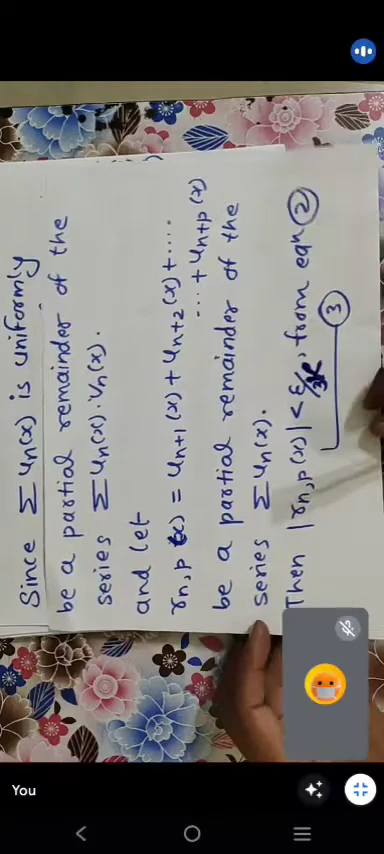 Since Σ un(x) is uniformly
be a partial remainder of the
series Σ un(x). vn(x).
and let
rn,p (x) = un+1 (x) + un+2 (x) + ....
... + un+p (x)
be a partial remainder of the
series Σ un(x).
Then | rn,p (x)| < ε/3k, from eqn ②
③
You